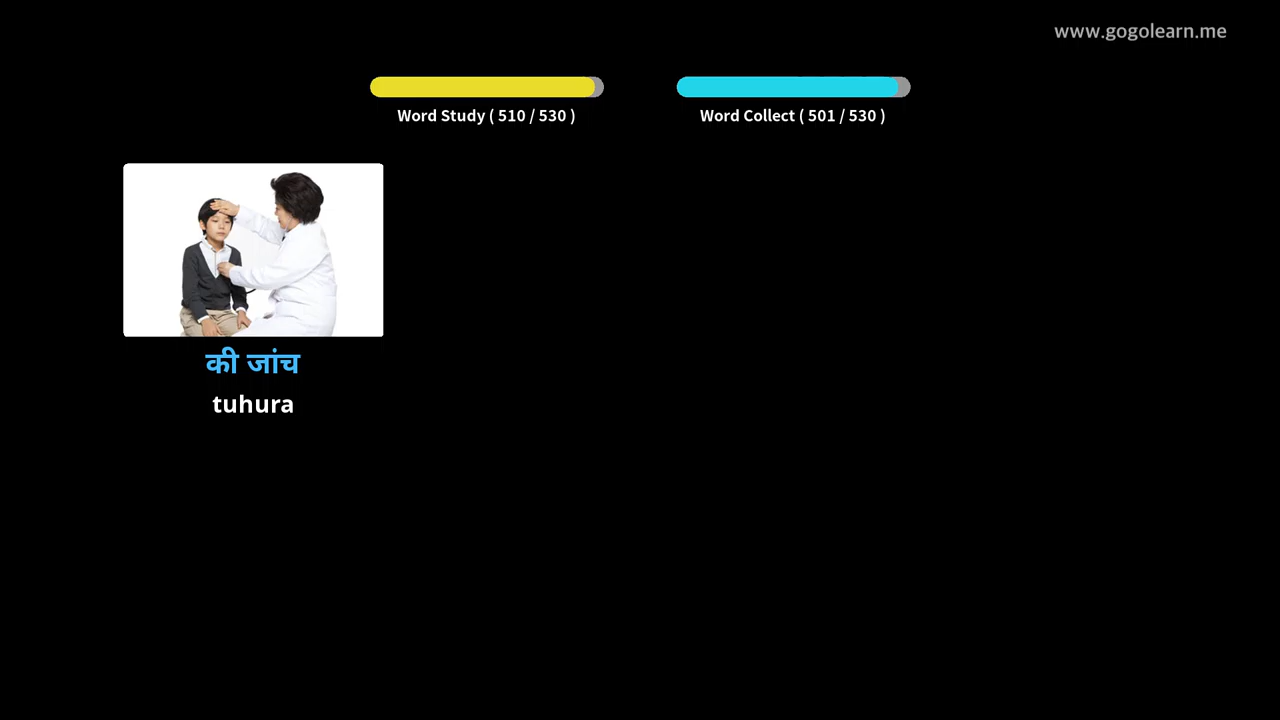 www.gogolearn.me
Word Study ( 510 / 530 )
Word Collect ( 501 / 530 )
की जांच
tuhura